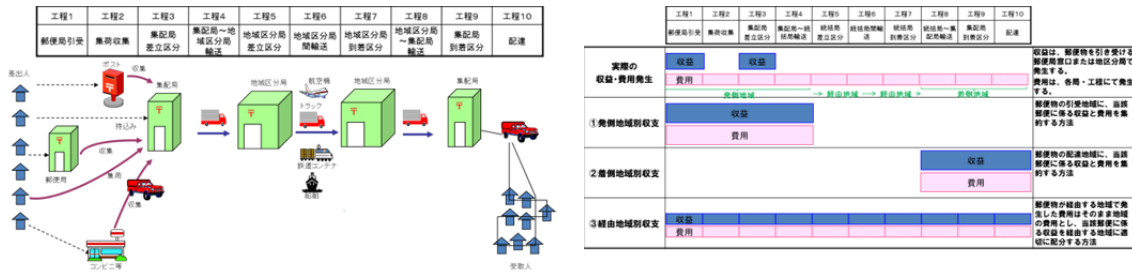 工程1 工程2 工程3 工程4 工程5 工程6 工程7 工程8 工程9 工程10
郵便局引受 集荷収集 集配局差立区分 集配局～地域区分局輸送 地域区分局差立区分 地域区分局間輸送 地域区分局到着区分 地域区分局～集配局輸送 集配局到着区分 配達
差出人
ポスト
収集
集配局
持込み
郵便局
収集
集荷
収集
コンビニ等
地域区分局
航空機
トラック
鉄道コンテナ
船舶
地域区分局
集配局
受取人
工程1 工程2 工程3 工程4 工程5 工程6 工程7 工程8 工程9 工程10
郵便局引受 集荷収集 集配局差立区分 集配局～統括局輸送 統括局差立区分 統括局間輸送 統括局到着区分 統括局～集配局輸送 集配局到着区分 配達
実際の
収益・費用発生
収益 収益
費用
発側地域 経由地域 経由地域 着側地域
収益は、郵便物を引き受ける
郵便局窓口または地区分局で
発生する。
費用は、各局・工程にて発生
する。
①発側地域別収支
収益
費用
郵便物の引受地域に、当該
郵便に係る収益と費用を集
約する方法
②着側地域別収支
収益
費用
郵便物の配達地域に、当該
郵便に係る収益と費用を集
約する方法
③経由地域別収支
収益
費用
郵便物が経由する地域で発
生した費用はそのまま地域
の費用とし、当該郵便に係
る収益を経由する地域に適
切に配分する方法